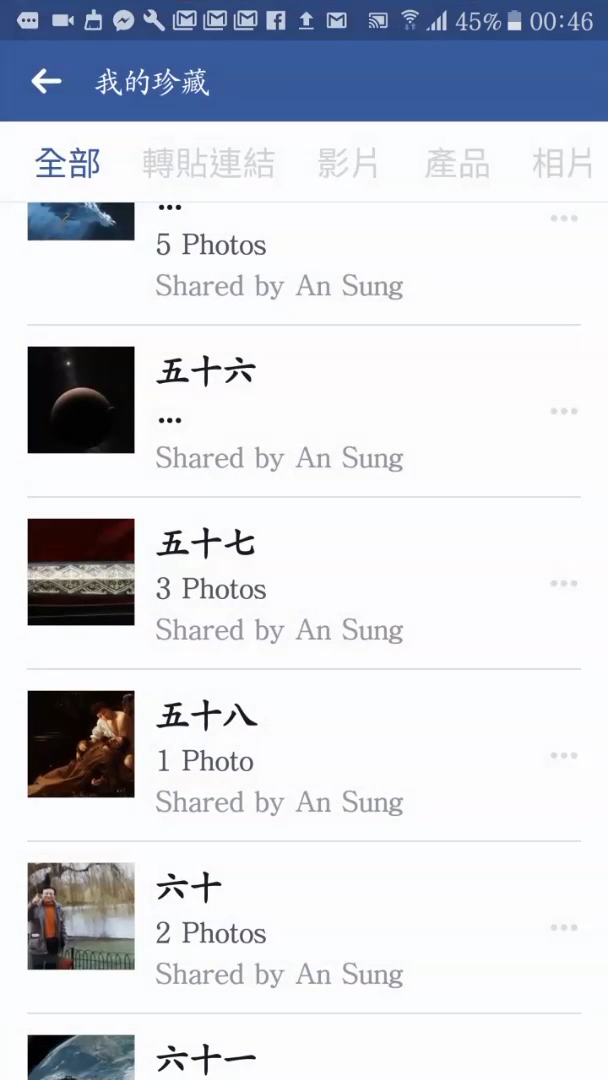 45% 00:46
我的珍藏
全部 轉貼連結 影片 產品 相片
...
5 Photos
Shared by An Sung
五十六
...
Shared by An Sung
五十七
3 Photos
Shared by An Sung
五十八
1 Photo
Shared by An Sung
六十
2 Photos
Shared by An Sung
六十一